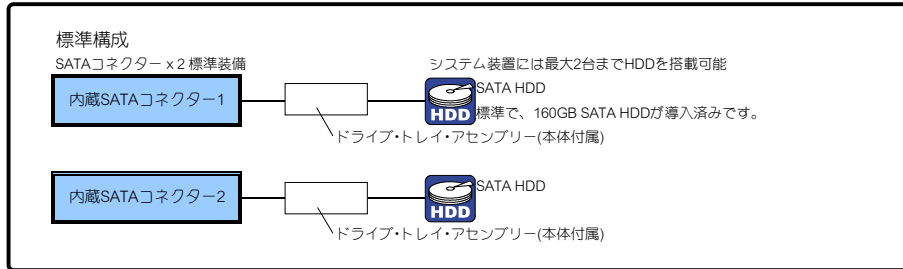 標準構成
SATAコネクター x 2 標準装備
システム装置には最大2台までHDDを搭載可能
内蔵SATAコネクター1
SATA HDD
HDD
標準で、160GB SATA HDDが導入済みです。
ドライブ・トレイ・アセンブリー(本体付属)
内蔵SATAコネクター2
SATA HDD
HDD
ドライブ・トレイ・アセンブリー(本体付属)